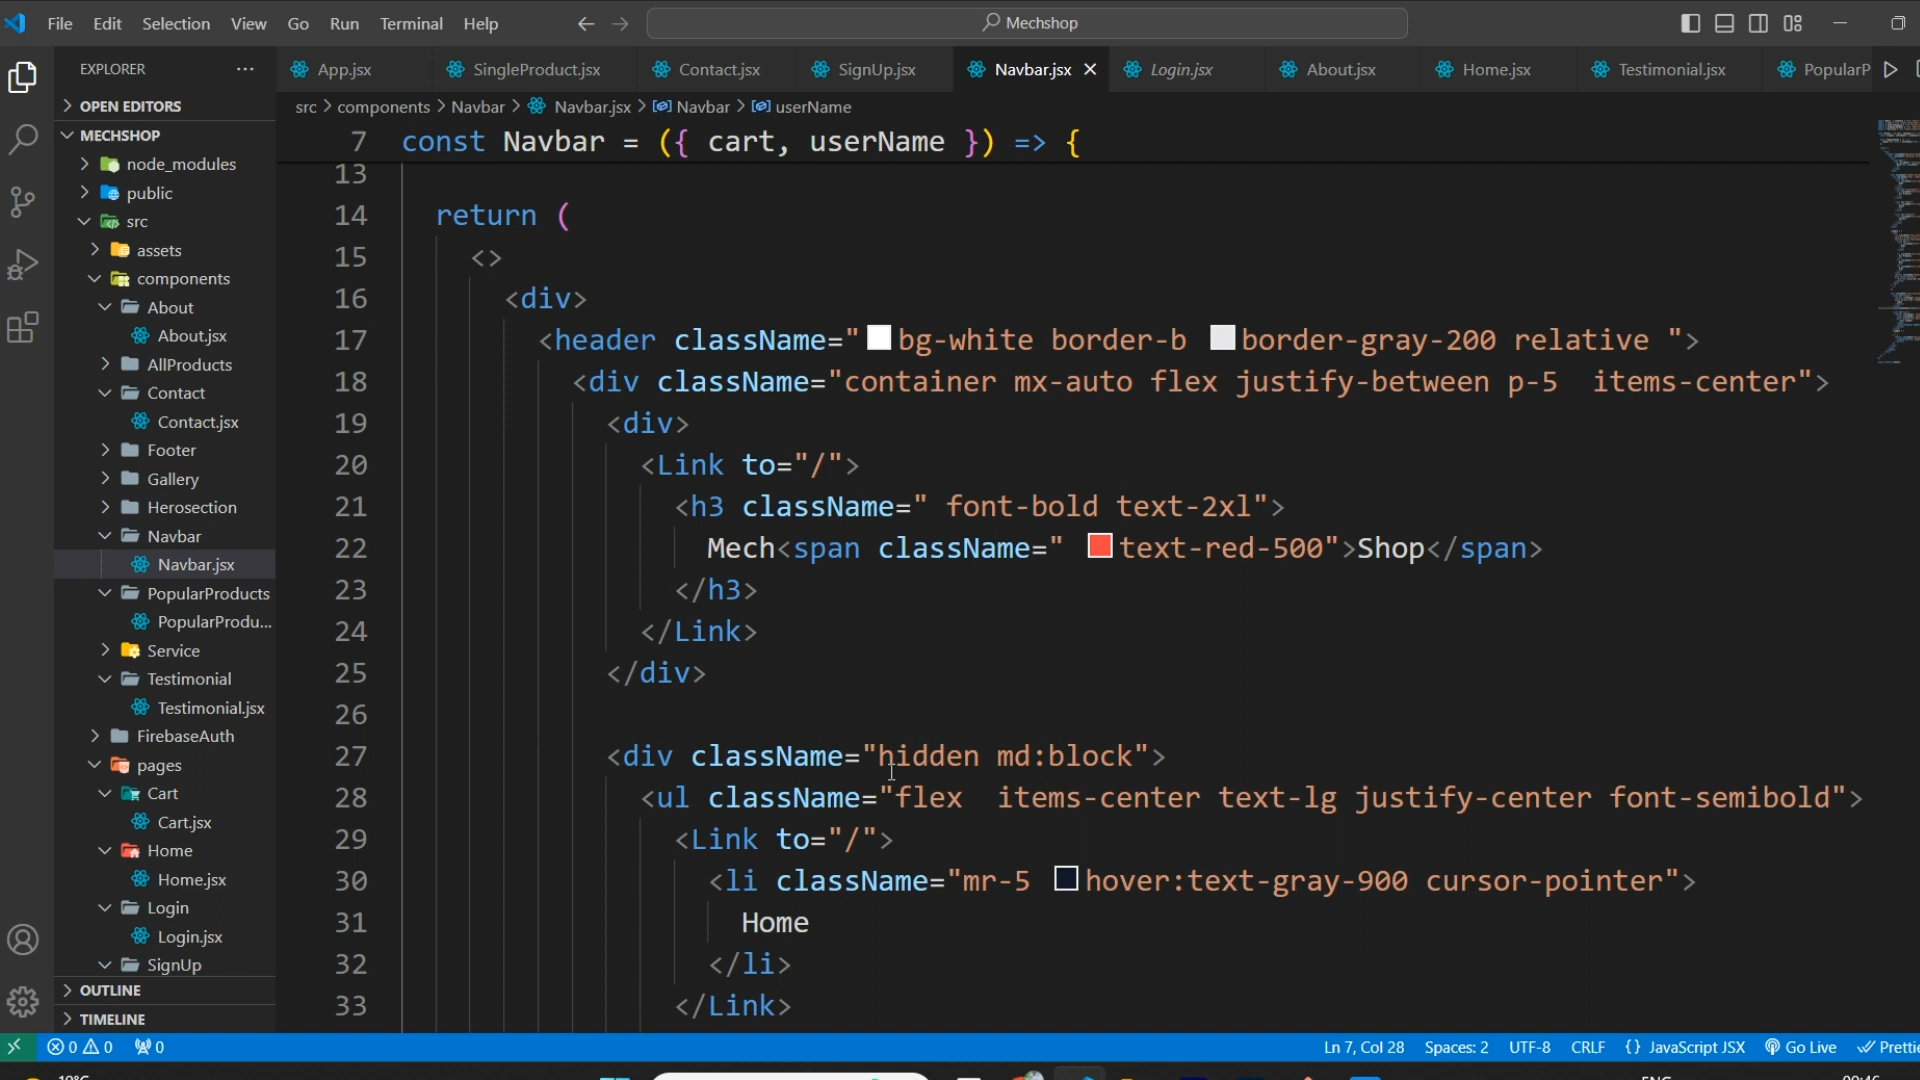 File Edit Selection View Go Run Terminal Help
Mechshop
EXPLORER
App.jsx SingleProduct.jsx Contact.jsx SignUp.jsx Navbar.jsx Login.jsx About.jsx Home.jsx Testimonial.jsx PopularP
OPEN EDITORS
MECHSHOP
node_modules
public
src
assets
components
About
About.jsx
AllProducts
Contact
Contact.jsx
Footer
Gallery
Herosection
Navbar
Navbar.jsx
PopularProducts
PopularProdu...
Service
Testimonial
Testimonial.jsx
FirebaseAuth
pages
Cart
Cart.jsx
Home
Home.jsx
Login
Login.jsx
SignUp
OUTLINE
TIMELINE
src > components > Navbar > Navbar.jsx > Navbar > userName
7 const Navbar = ({ cart, userName }) => {
13
14 return (
15 <>
16 <div>
17 <header className="bg-white border-b border-gray-200 relative ">
18 <div className="container mx-auto flex justify-between p-5  items-center">
19 <div>
20 <Link to="/">
21 <h3 className=" font-bold text-2xl">
22 Mech<span className=" text-red-500">Shop</span>
23 </h3>
24 </Link>
25 </div>
26
27 <div className="hidden md:block">
28 <ul className="flex  items-center text-lg justify-center font-semibold">
29 <Link to="/">
30 <li className="mr-5 hover:text-gray-900 cursor-pointer">
31 Home
32 </li>
33 </Link>
0 0 0 Ln 7, Col 28 Spaces: 2 UTF-8 CRLF {} JavaScript JSX Go Live Prettie